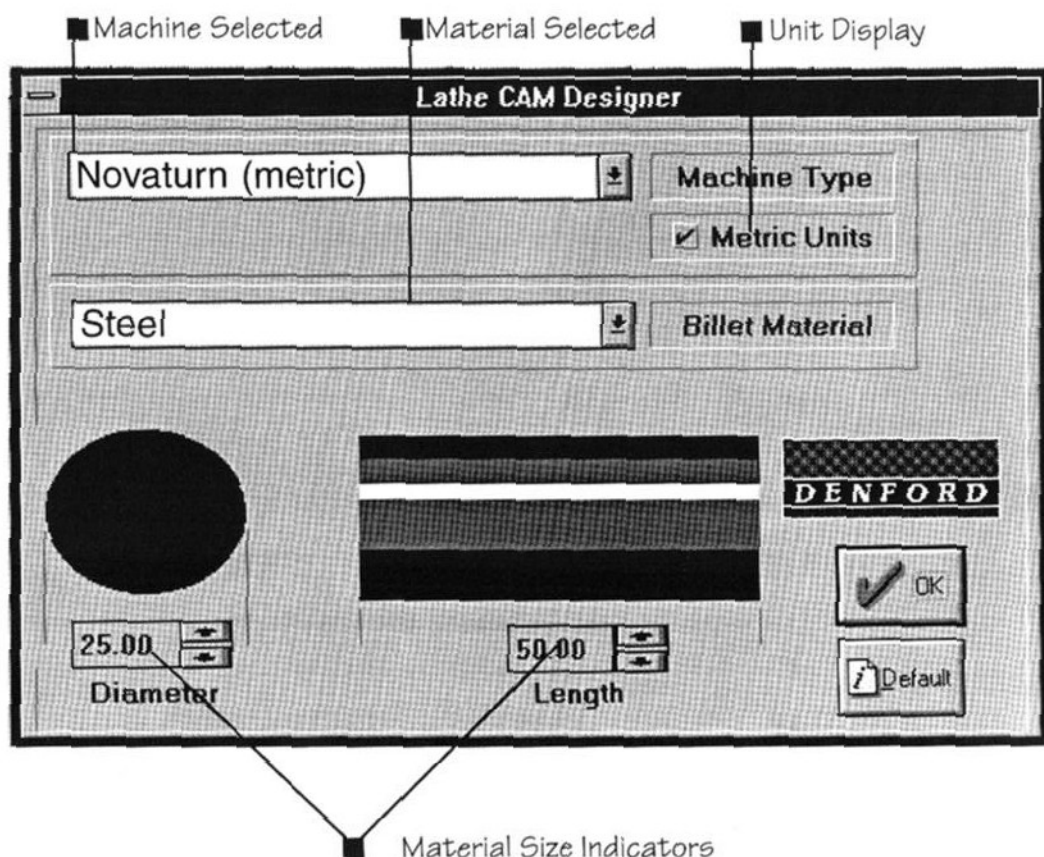 Machine Selected
Material Selected
Unit Display
Lathe CAM Designer
Novaturn (metric)
Machine Type
Metric Units
Steel
Billet Material
DENFORD
OK
25.00
50.00
Diameter
Length
Default
Material Size Indicators